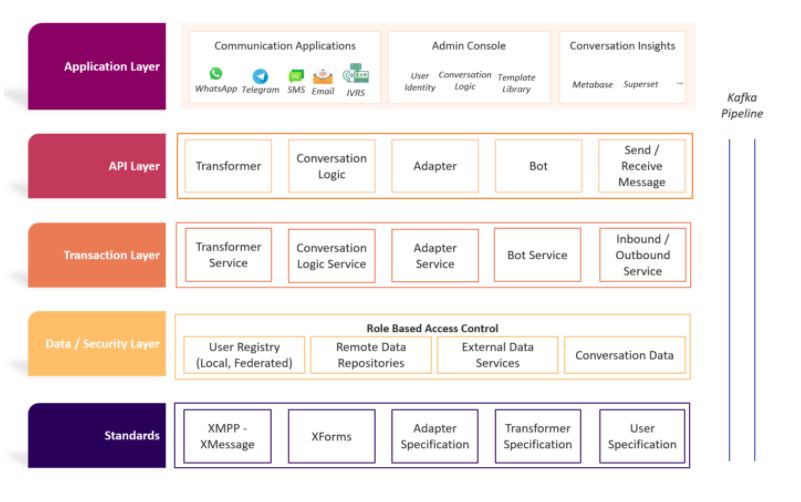 Application Layer
Communication Applications
WhatsApp
Telegram
SMS
Email
IVRS
Admin Console
User
Identity
Conversation
Logic
Template
Library
Conversation Insights
Metabase
Superset
...
Kafka
Pipeline
API Layer
Transformer
Conversation
Logic
Adapter
Bot
Send /
Receive
Message
Transaction Layer
Transformer
Service
Conversation
Logic Service
Adapter
Service
Bot Service
Inbound /
Outbound
Service
Data / Security Layer
Role Based Access Control
User Registry
(Local, Federated)
Remote Data
Repositories
External Data
Services
Conversation Data
Standards
XMPP -
XMessage
XForms
Adapter
Specification
Transformer
Specification
User
Specification